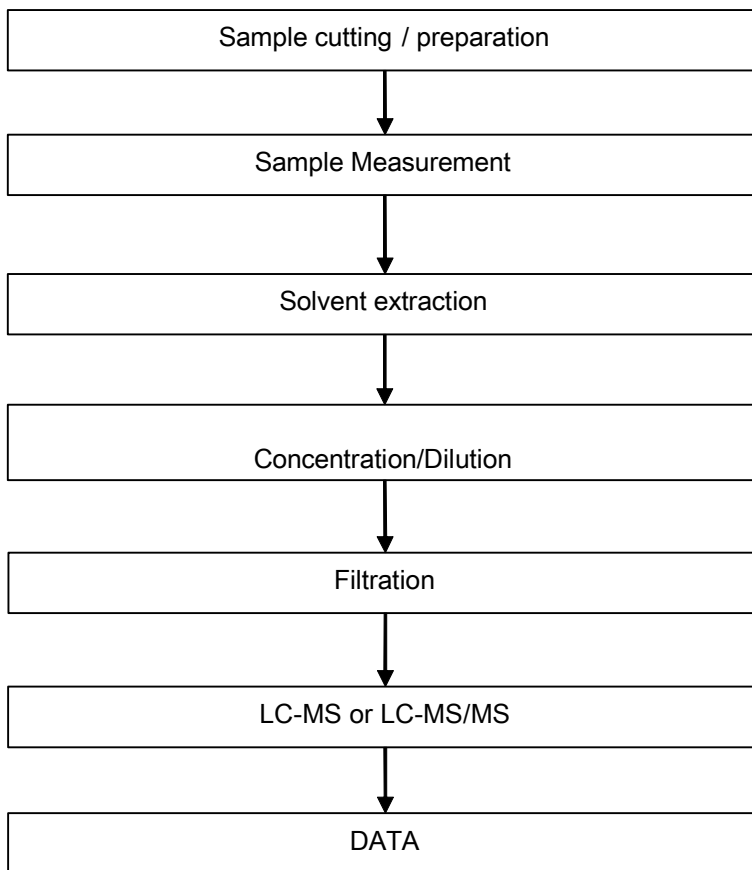 Sample cutting / preparation
Sample Measurement
Solvent extraction
Concentration/Dilution
Filtration
LC-MS or LC-MS/MS
DATA